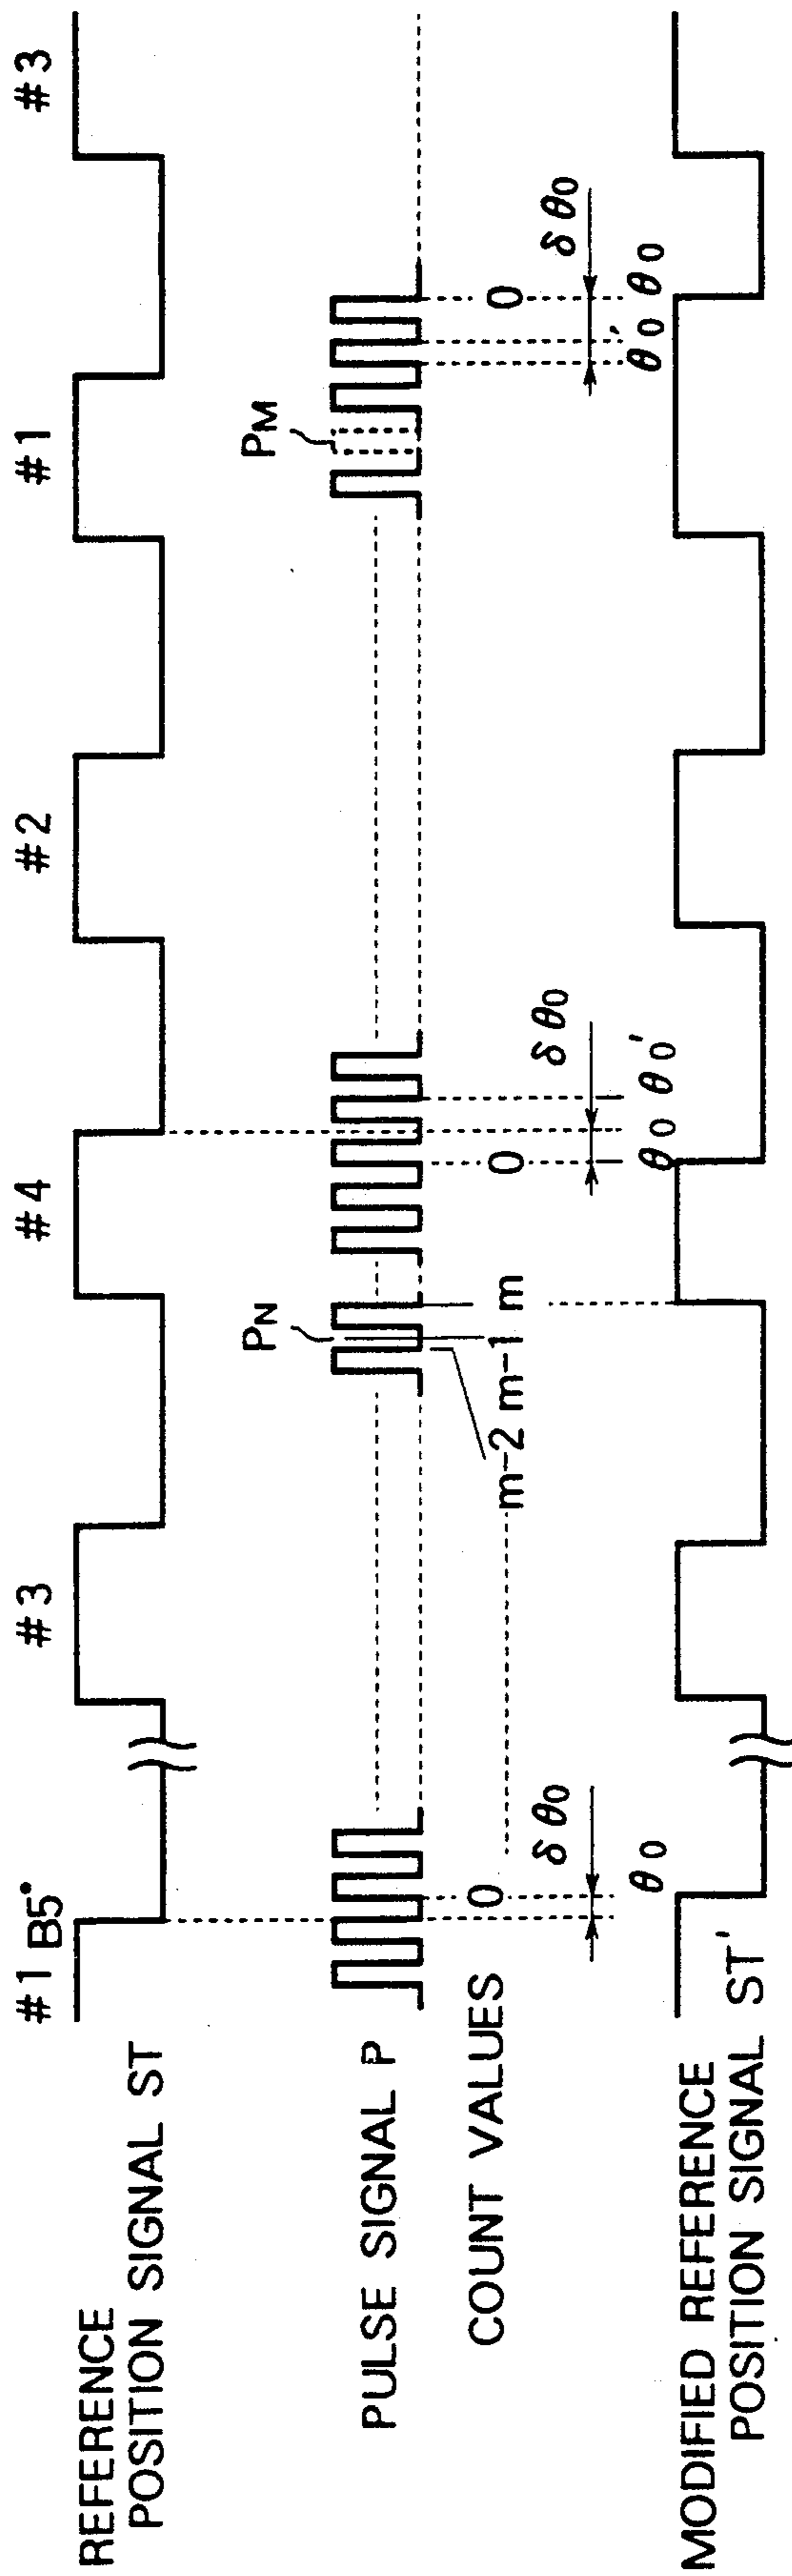 REFERENCE
POSITION SIGNAL ST
#1 B5°
#3
#4
#2
#1
#3
PULSE SIGNAL P
PN
PM
COUNT VALUES
0
m-2 m-1 m
0
0
δθ0
δθ0
δθ0
θ0
θ0 θ0'
θ0' θ0
MODIFIED REFERENCE
POSITION SIGNAL ST'